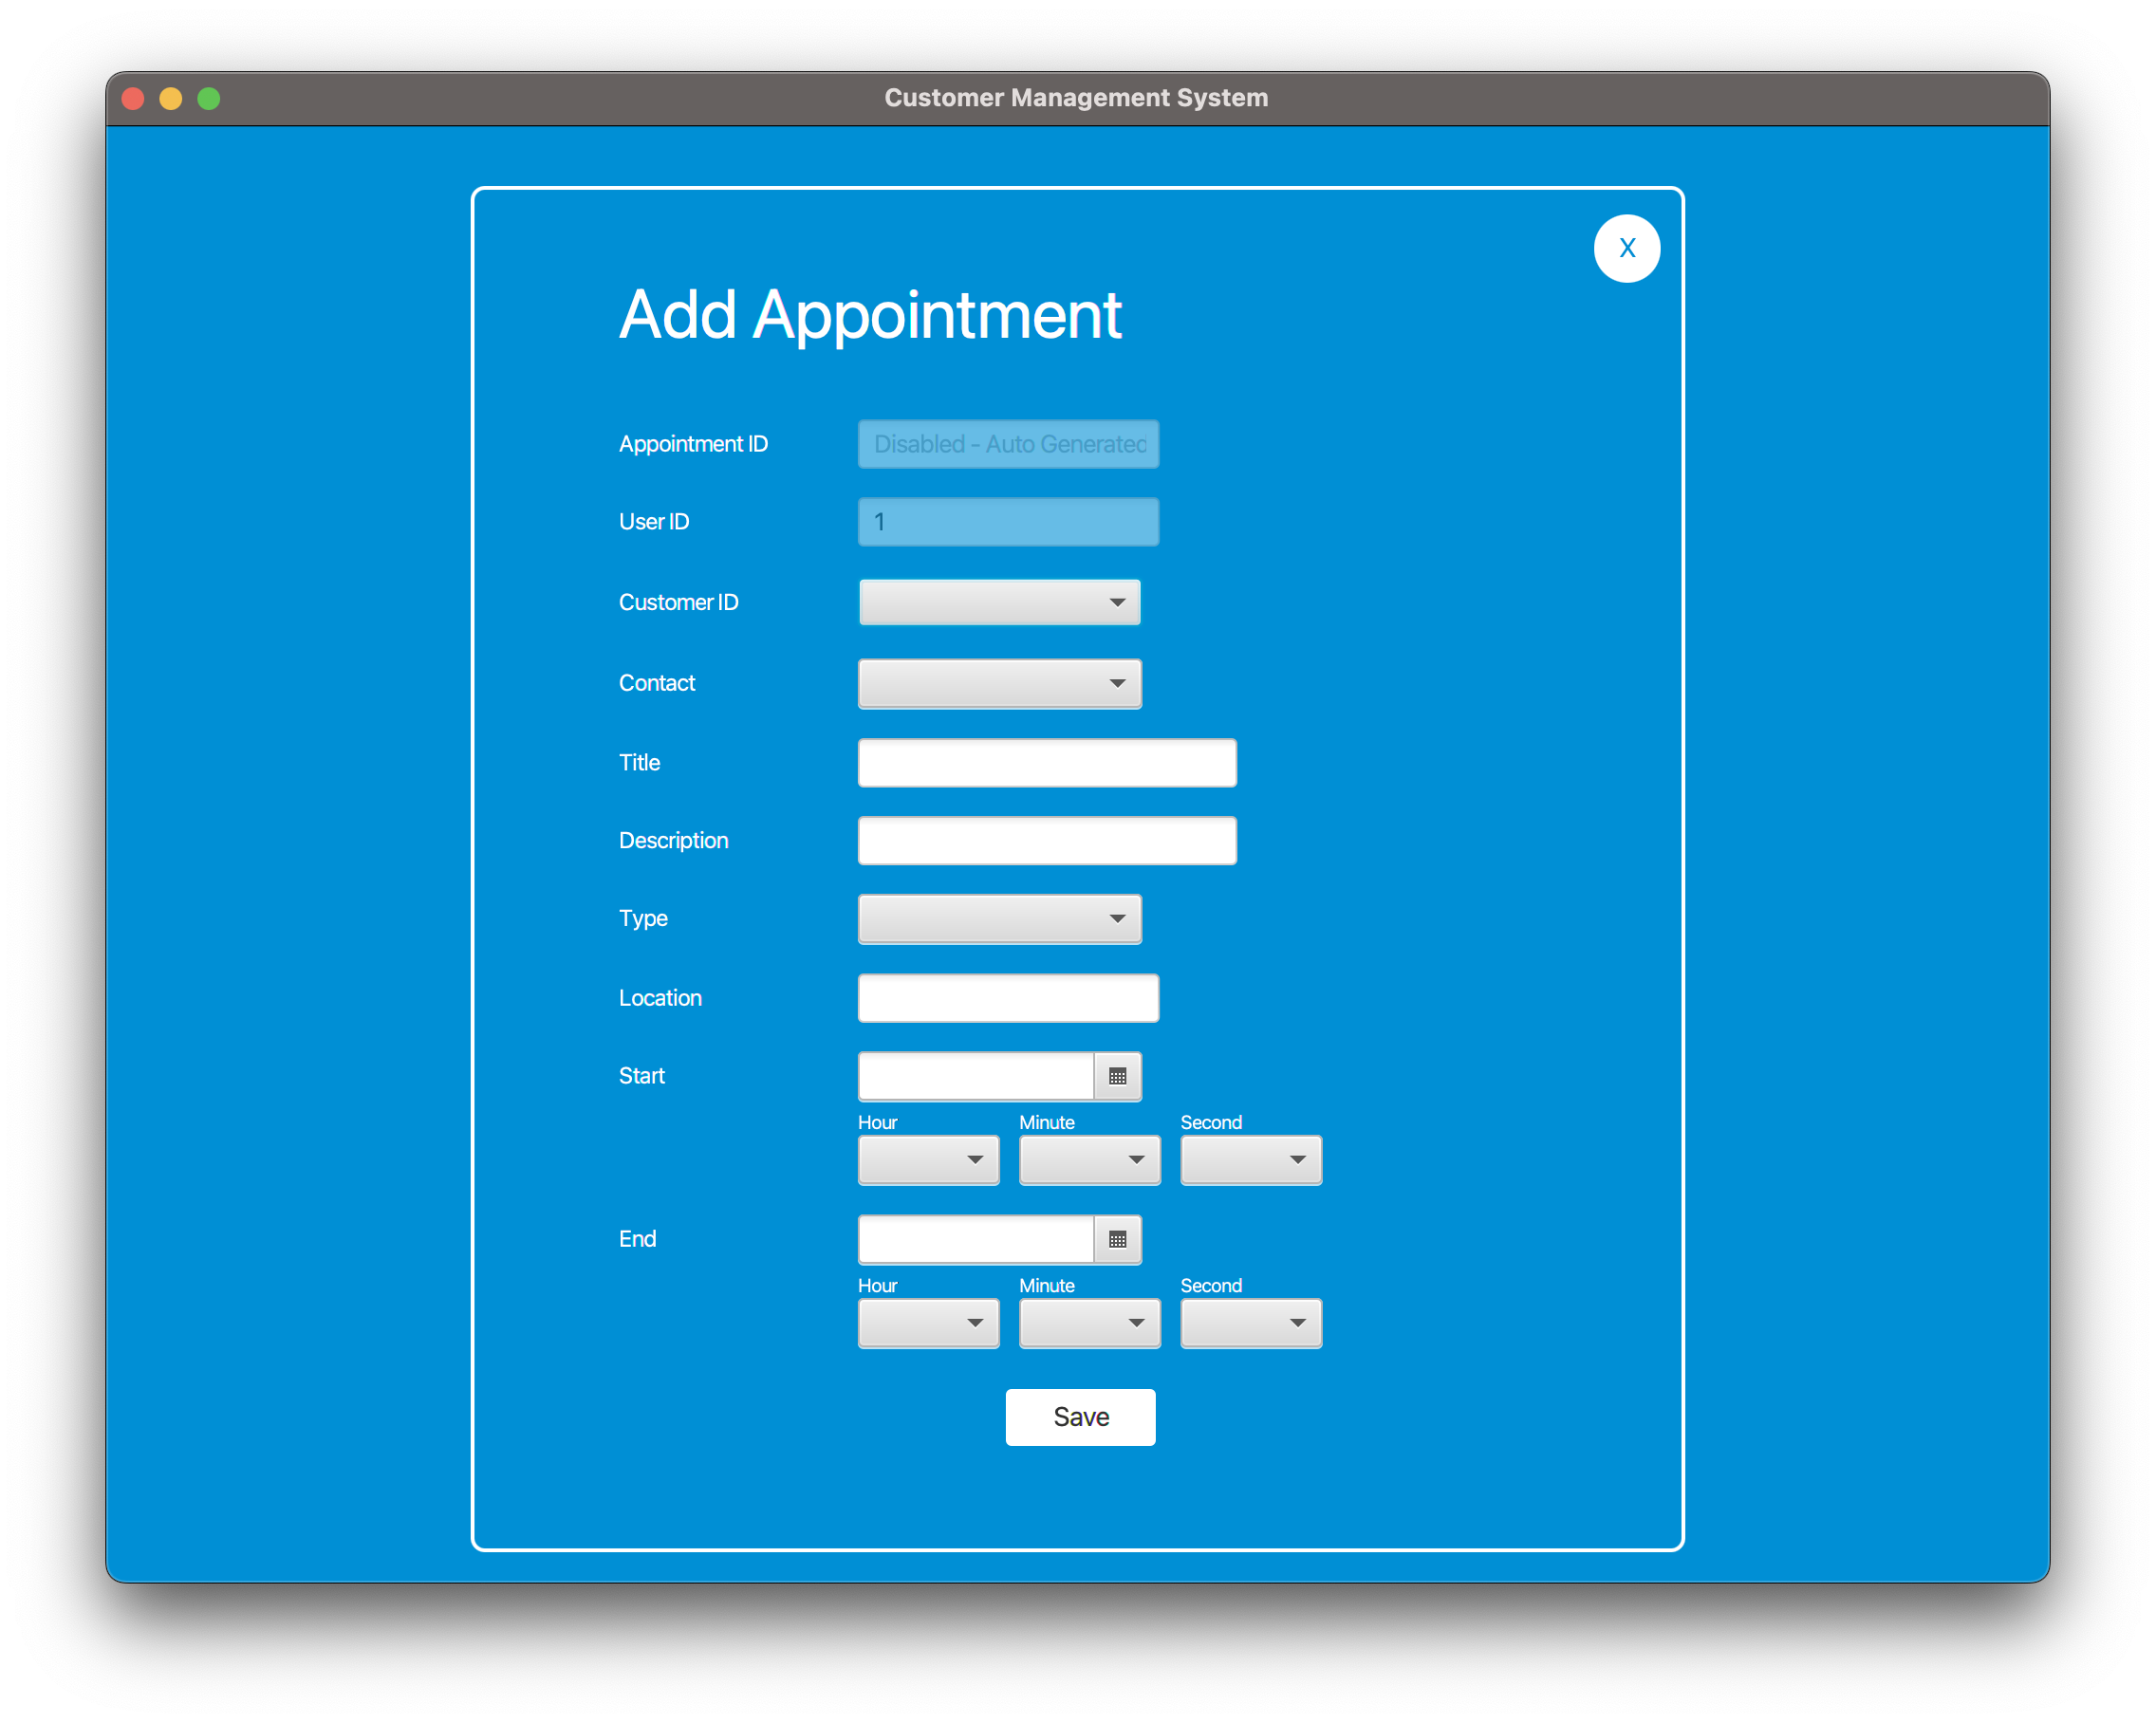 Customer Management System
X
Add Appointment
Appointment ID
Disabled - Auto Generated
User ID
1
Customer ID
Contact
Title
Description
Type
Location
Start
Hour Minute Second
End
Hour Minute Second
Save